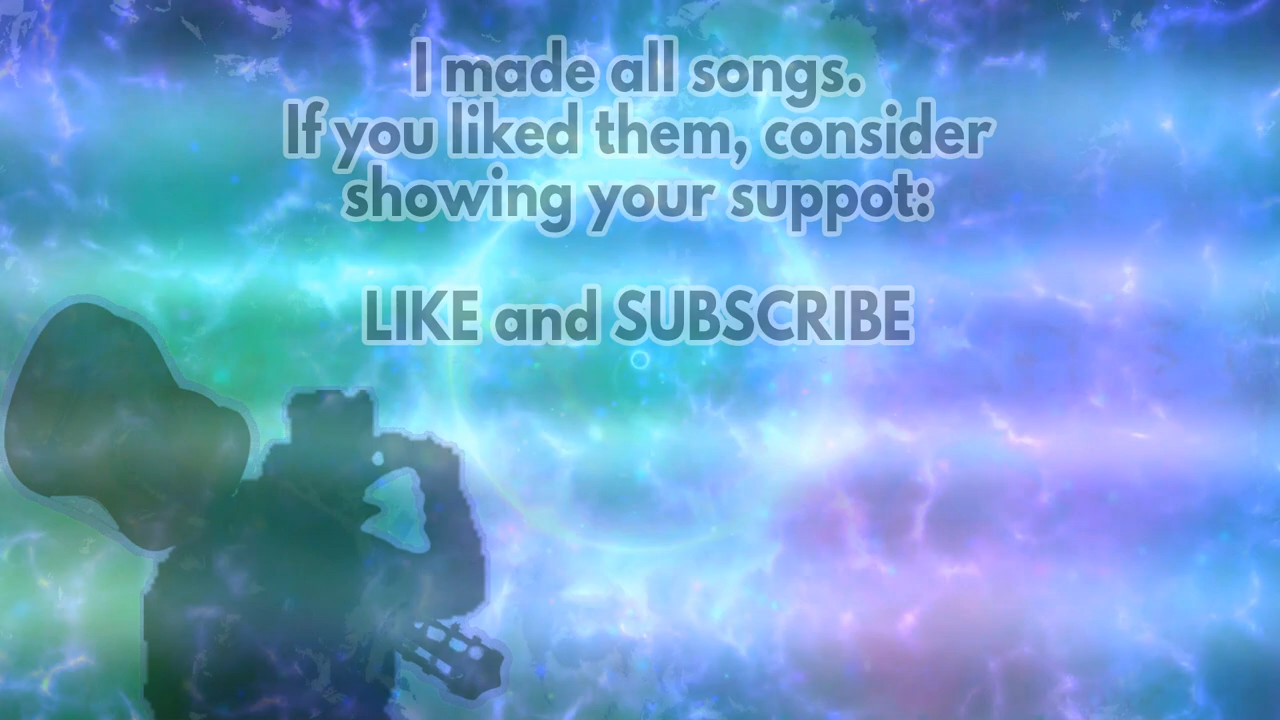 I made all songs.
If you liked them, consider
showing your suppot:
LIKE and SUBSCRIBE